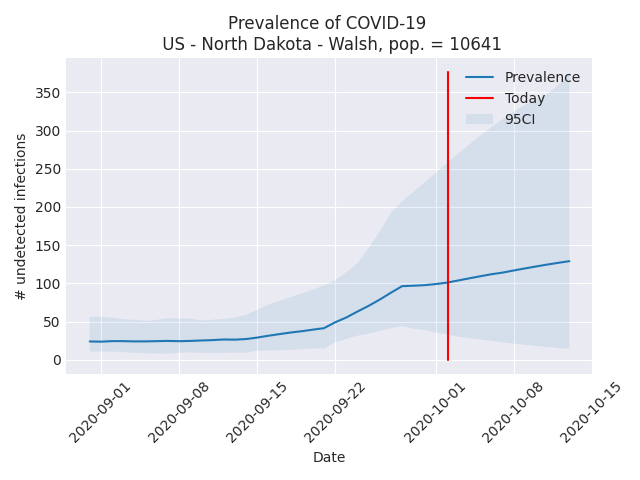 Prevalence of COVID-19
US - North Dakota - Walsh, pop. = 10641
Prevalence
Today
95CI
350
300
250
200
150
100
50
0
# undetected infections
2020-09-01
2020-09-08
2020-09-15
2020-09-22
2020-10-01
2020-10-08
2020-10-15
Date